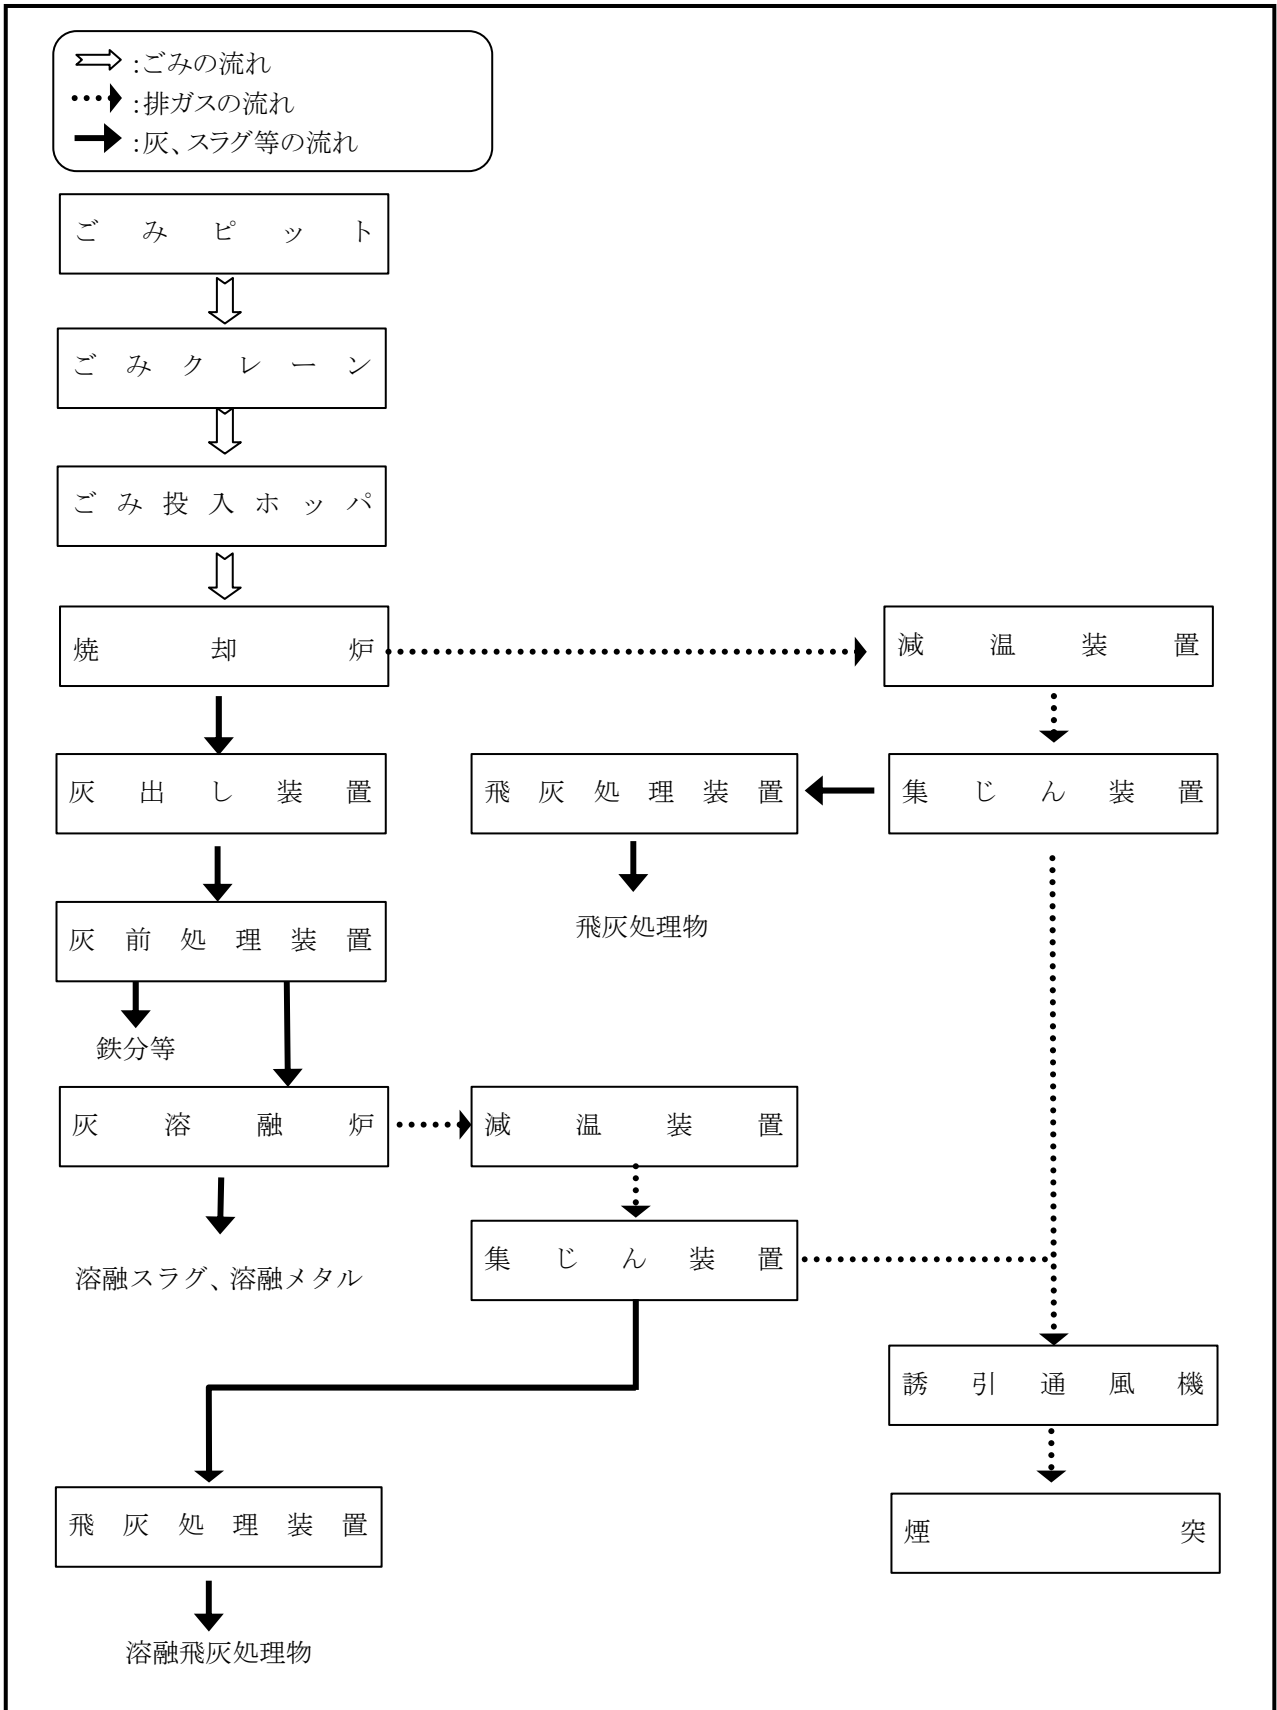 :ごみの流れ
:排ガスの流れ
:灰、スラグ等の流れ
ごみピット
ごみクレーン
ごみ投入ホッパ
焼却炉
減温装置
灰出し装置
飛灰処理装置
集じん装置
灰前処理装置
飛灰処理物
鉄分等
灰溶融炉
減温装置
集じん装置
溶融スラグ、溶融メタル
誘引通風機
飛灰処理装置
煙突
溶融飛灰処理物